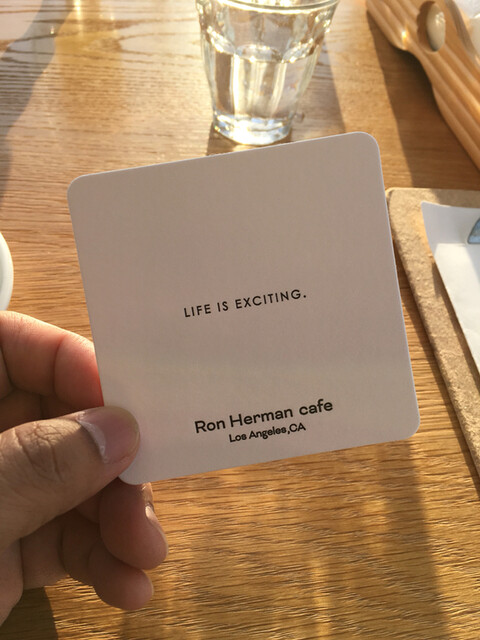 LIFE IS EXCITING.
Ron Herman cafe
Los Angeles,CA